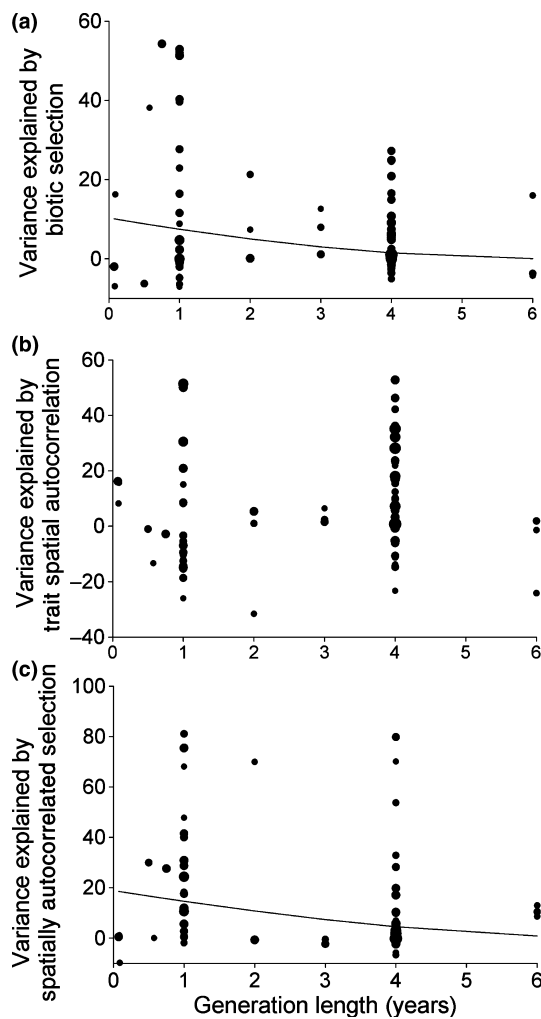 (a)
Variance explained by
biotic selection
60
40
20
0
0 1 2 3 4 5 6
(b)
Variance explained by
trait spatial autocorrelation
60
40
20
0
−20
−40
0 1 2 3 4 5 6
(c)
Variance explained by
spatially autocorrelated selection
100
80
60
40
20
0
0 1 2 3 4 5 6
Generation length (years)